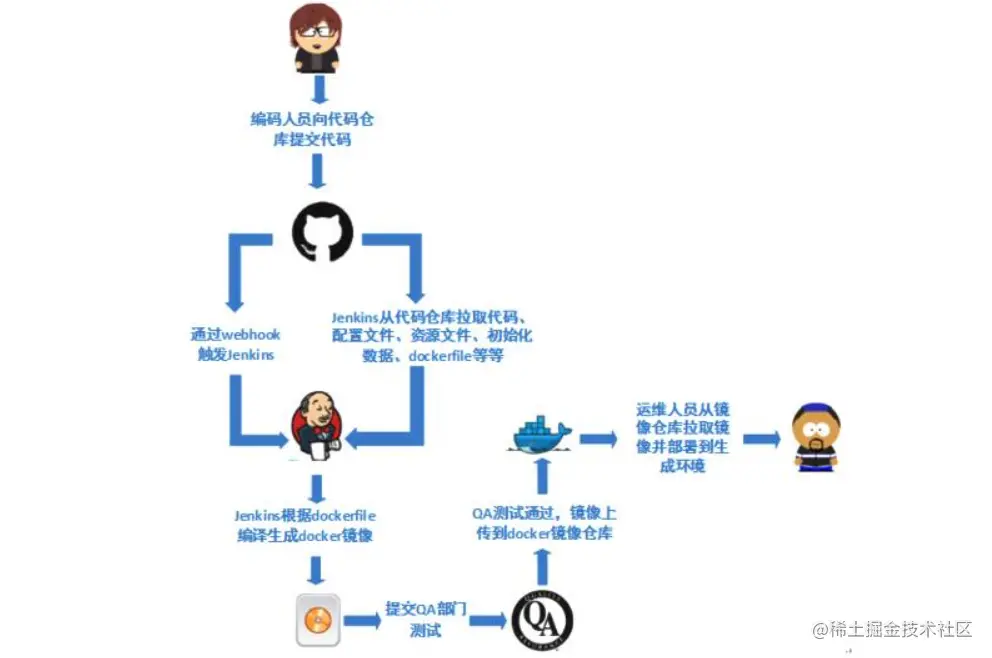 编码人员向代码仓
库提交代码
通过webhook
触发Jenkins
Jenkins从代码仓库拉取代码、
配置文件、资源文件、初始化
数据、dockerfile等等
Jenkins根据dockerfile
编译生成docker镜像
提交QA部门
测试
QUALITY
QA
ASSURANCE
QA测试通过，镜像上
传到docker镜像仓库
运维人员从镜
像仓库拉取镜
像并部署到生
成环境
@稀土掘金技术社区